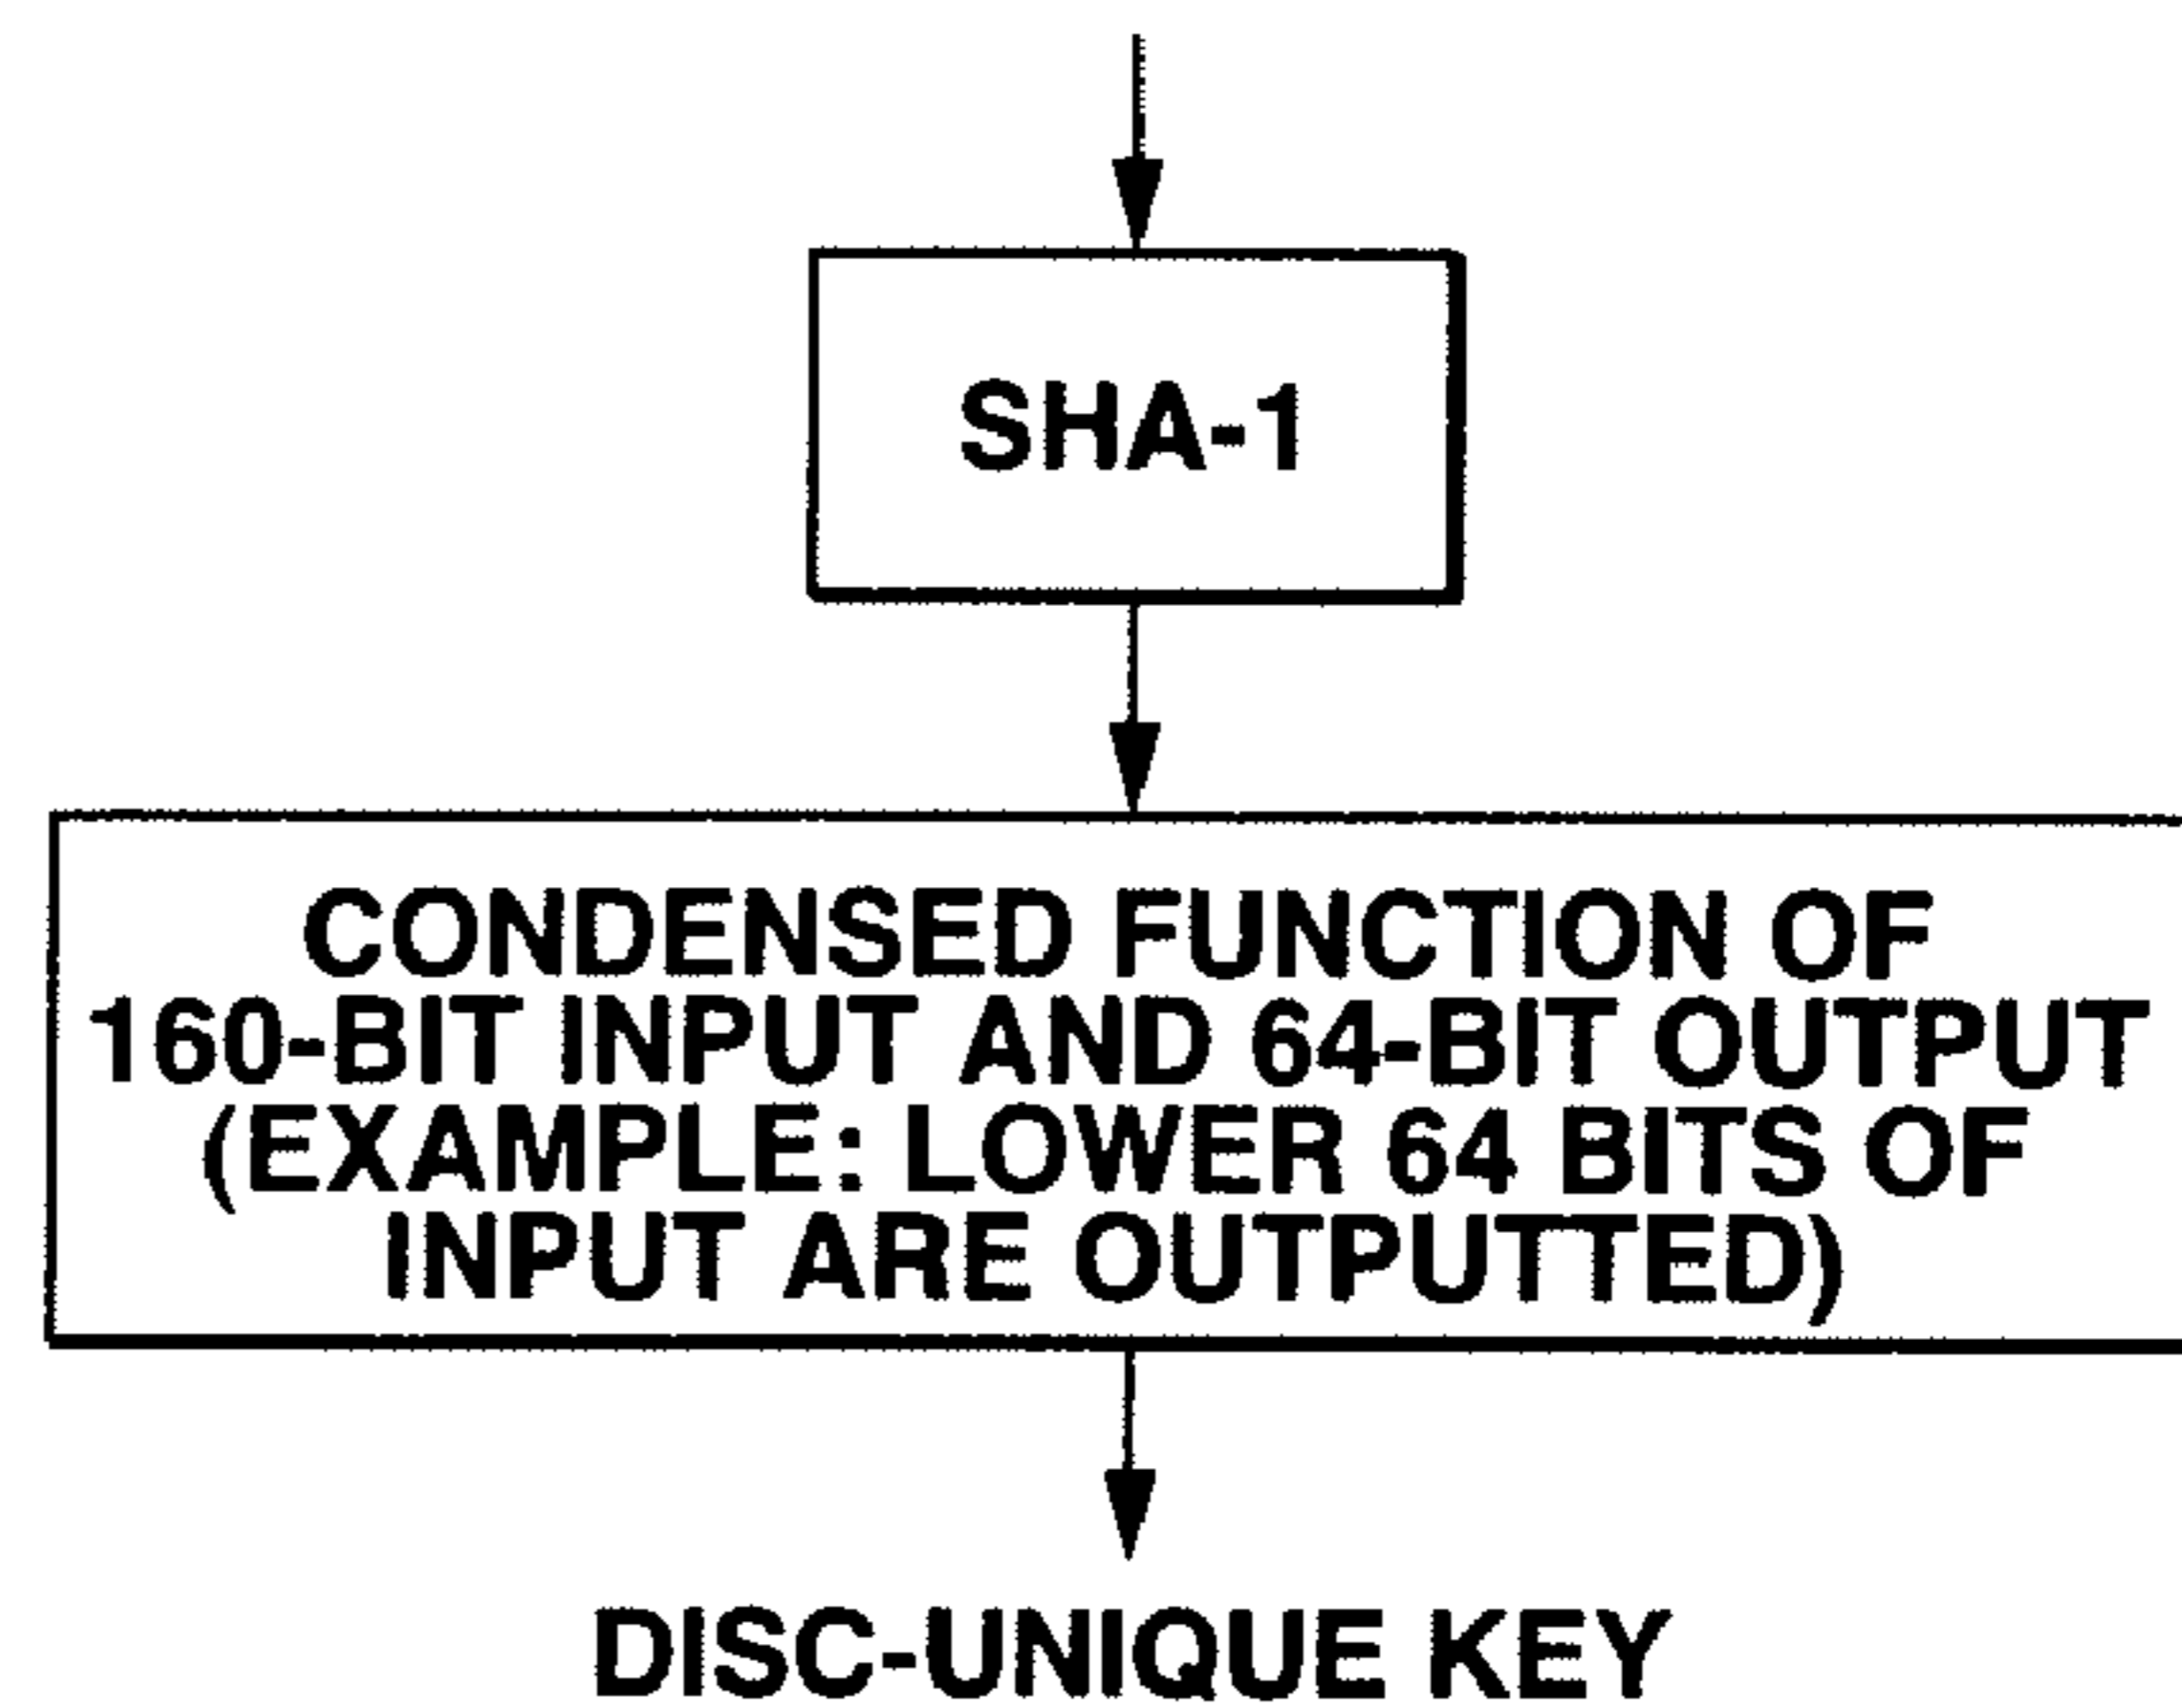 SHA-1
CONDENSED FUNCTION OF
160-BIT INPUT AND 64-BIT OUTPUT
(EXAMPLE: LOWER 64 BITS OF
INPUT ARE OUTPUTTED)
DISC-UNIQUE KEY